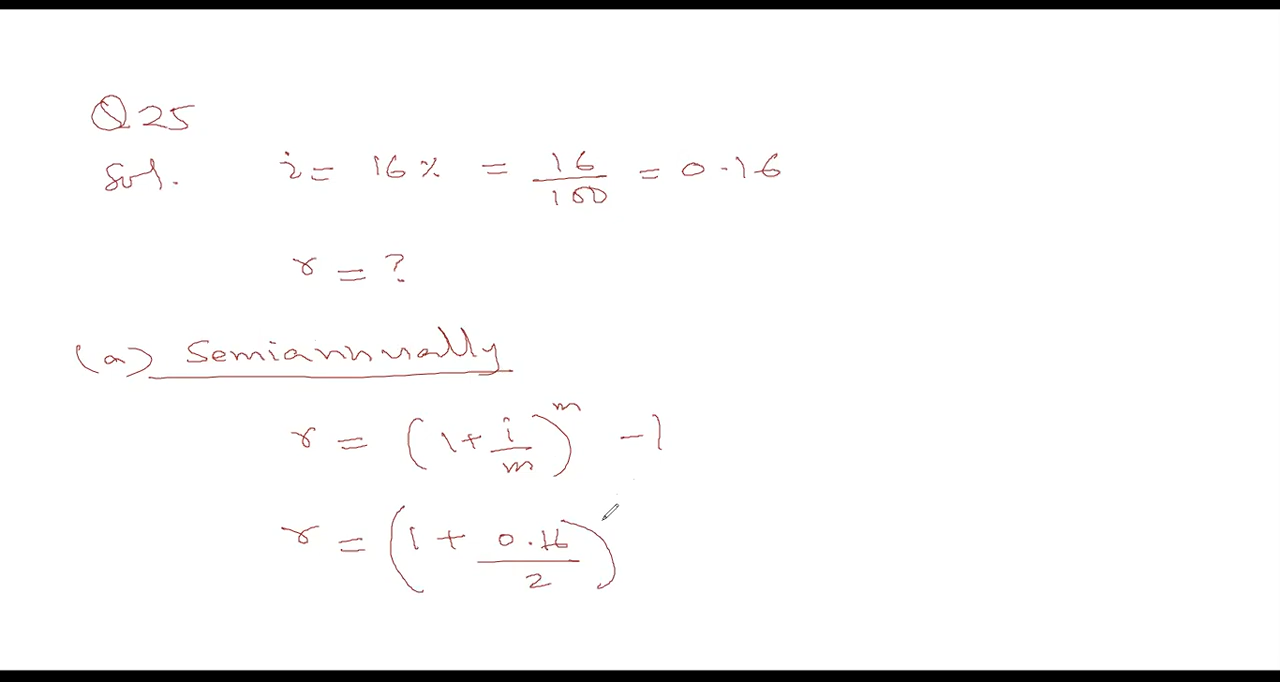 Q25
Sol. i = 16% = 16/100 = 0.16
r = ?
(a) Semiannually
r = (1 + i/m)^m - 1
r = (1 + 0.16/2)